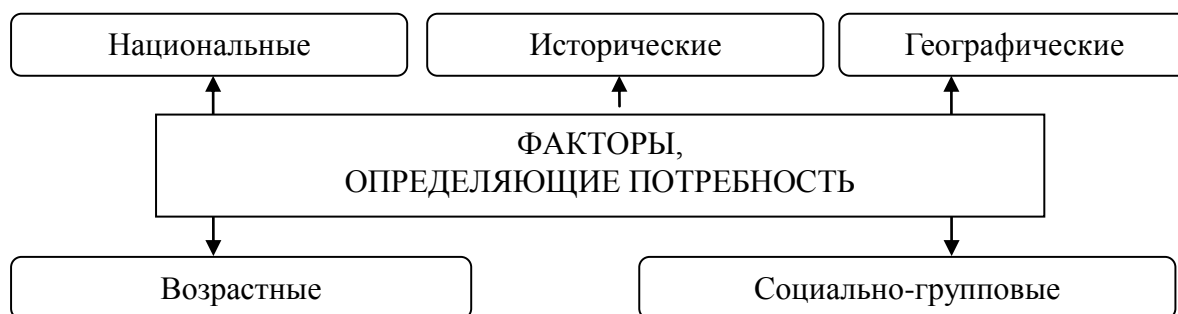 Национальные
Исторические
Географические
ФАКТОРЫ,
ОПРЕДЕЛЯЮЩИЕ ПОТРЕБНОСТЬ
Возрастные
Социально-групповые